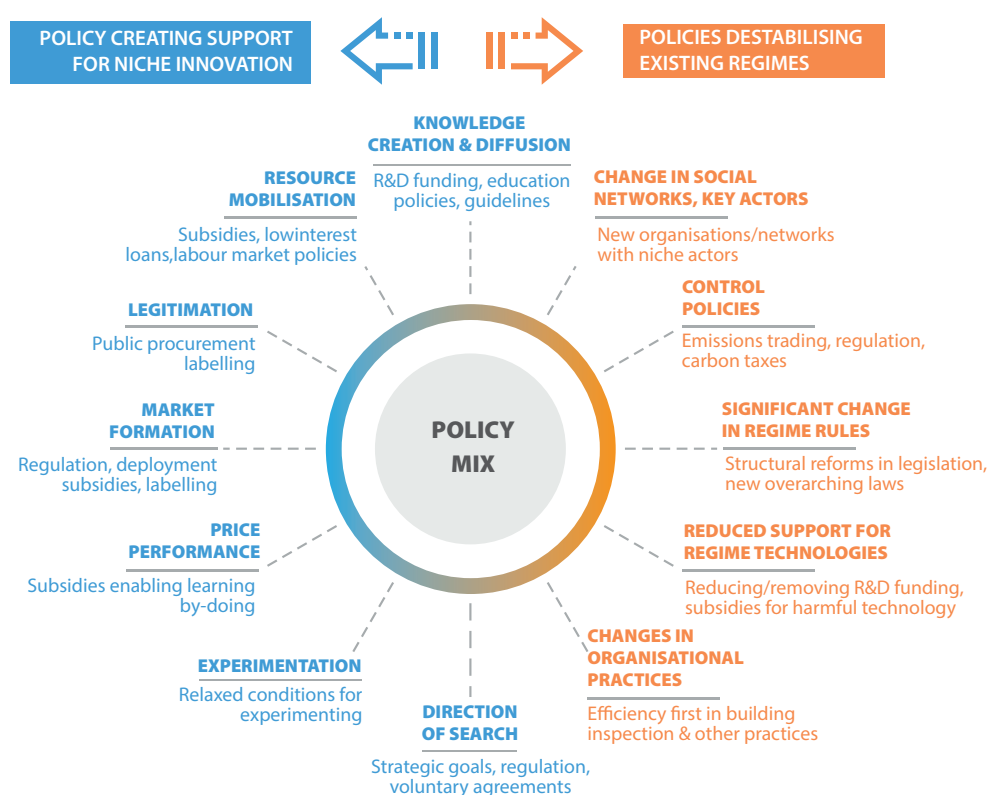 POLICY CREATING SUPPORT
FOR NICHE INNOVATION
POLICIES DESTABILISING
EXISTING REGIMES
KNOWLEDGE
CREATION & DIFFUSION
R&D funding, education
policies, guidelines
RESOURCE
MOBILISATION
Subsidies, lowinterest
loans,labour market policies
CHANGE IN SOCIAL
NETWORKS, KEY ACTORS
New organisations/networks
with niche actors
LEGITIMATION
Public procurement
labelling
CONTROL
POLICIES
Emissions trading, regulation,
carbon taxes
MARKET
FORMATION
Regulation, deployment
subsidies, labelling
POLICY
MIX
SIGNIFICANT CHANGE
IN REGIME RULES
Structural reforms in legislation,
new overarching laws
PRICE
PERFORMANCE
Subsidies enabling learning
by-doing
REDUCED SUPPORT FOR
REGIME TECHNOLOGIES
Reducing/removing R&D funding,
subsidies for harmful technology
EXPERIMENTATION
Relaxed conditions for
experimenting
CHANGES IN
ORGANISATIONAL
PRACTICES
Efficiency first in building
inspection & other practices
DIRECTION
OF SEARCH
Strategic goals, regulation,
voluntary agreements